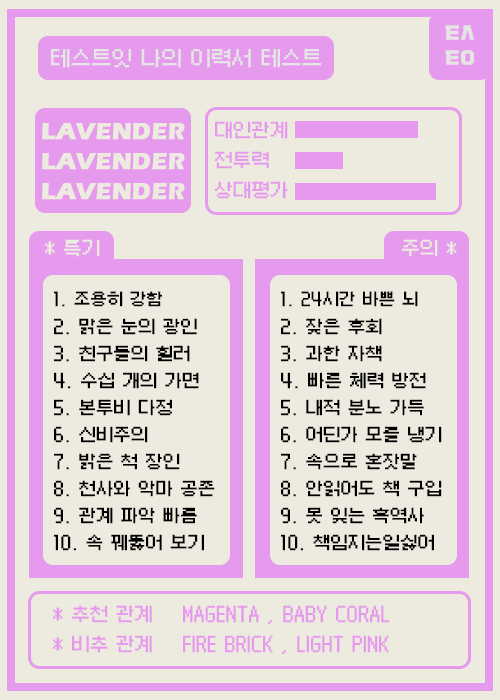 테스트잇 나의 이력서 테스트
ETA
EO
LAVENDER
LAVENDER
LAVENDER
대인관계
전투력
상대평가
* 특기
1. 조용히 강함
2. 맑은 눈의 광인
3. 친구들의 힐러
4. 수십 개의 가면
5. 본투비 다정
6. 신비주의
7. 밝은 척 장인
8. 천사와 악마 공존
9. 관계 파악 빠름
10. 속 꿰뚫어 보기
주의 *
1. 24시간 바쁜 뇌
2. 잦은 후회
3. 과한 자책
4. 빠른 체력 방전
5. 내적 분노 가득
6. 어딘가 모를 냉기
7. 속으로 혼잣말
8. 안읽어도 책 구입
9. 못 잊는 흑역사
10. 책임지는일싫어
* 추천 관계 MAGENTA , BABY CORAL
* 비추 관계 FIRE BRICK , LIGHT PINK